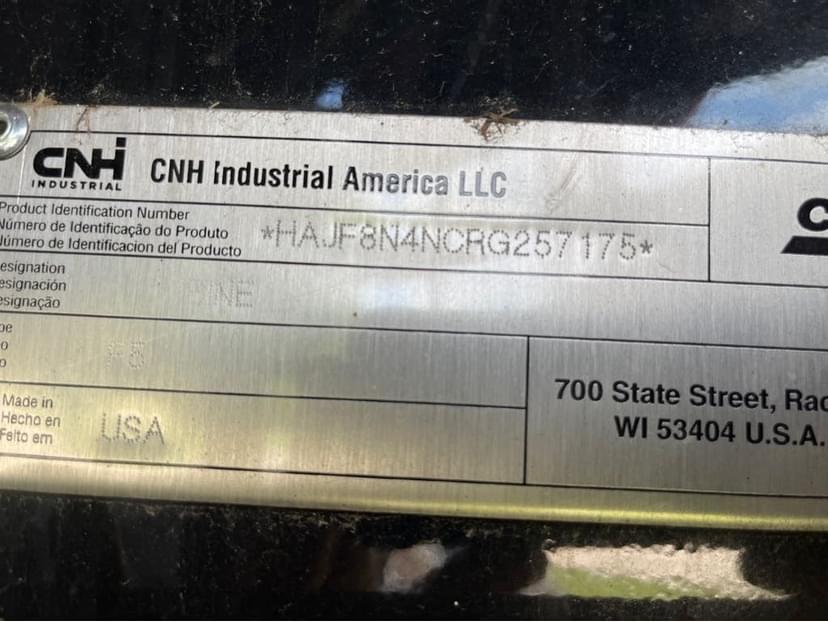 CNH
INDUSTRIAL
CNH Industrial America LLC
Product Identification Number
Número de Identificação do Produto
Número de Identificacion del Producto
*HAJF8N4NCRG257175*
esignation
esignación
esignação
Made in
Hecho en
Feito em
USA
700 State Street, Rac
WI 53404 U.S.A.